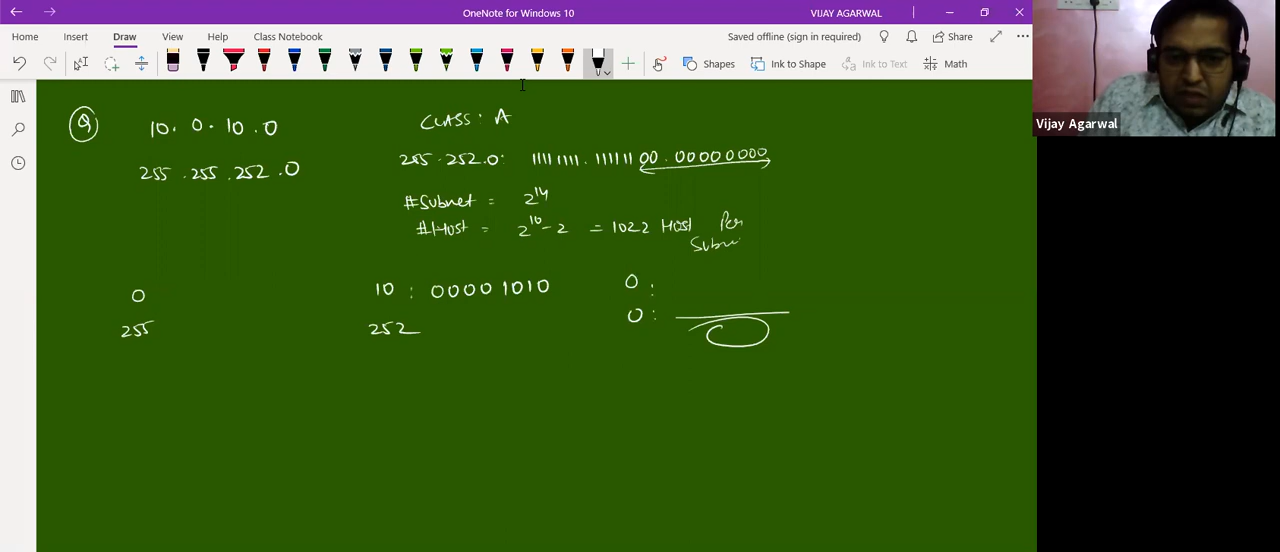 OneNote for Windows 10
VIJAY AGARWAL
Home Insert Draw View Help Class Notebook
Saved offline (sign in required) Share
Shapes Ink to Shape Ink to Text Math
Vijay Agarwal
Q 10. 0. 10. 0
CLASS: A
255 .255 .252 .0
255.252.0: 11111111.11111100.00000000
#Subnet = 2^14
#Host = 2^10 - 2 = 1022 Host Per
0 10 : 00001010 0 :
255 252 0 :
0